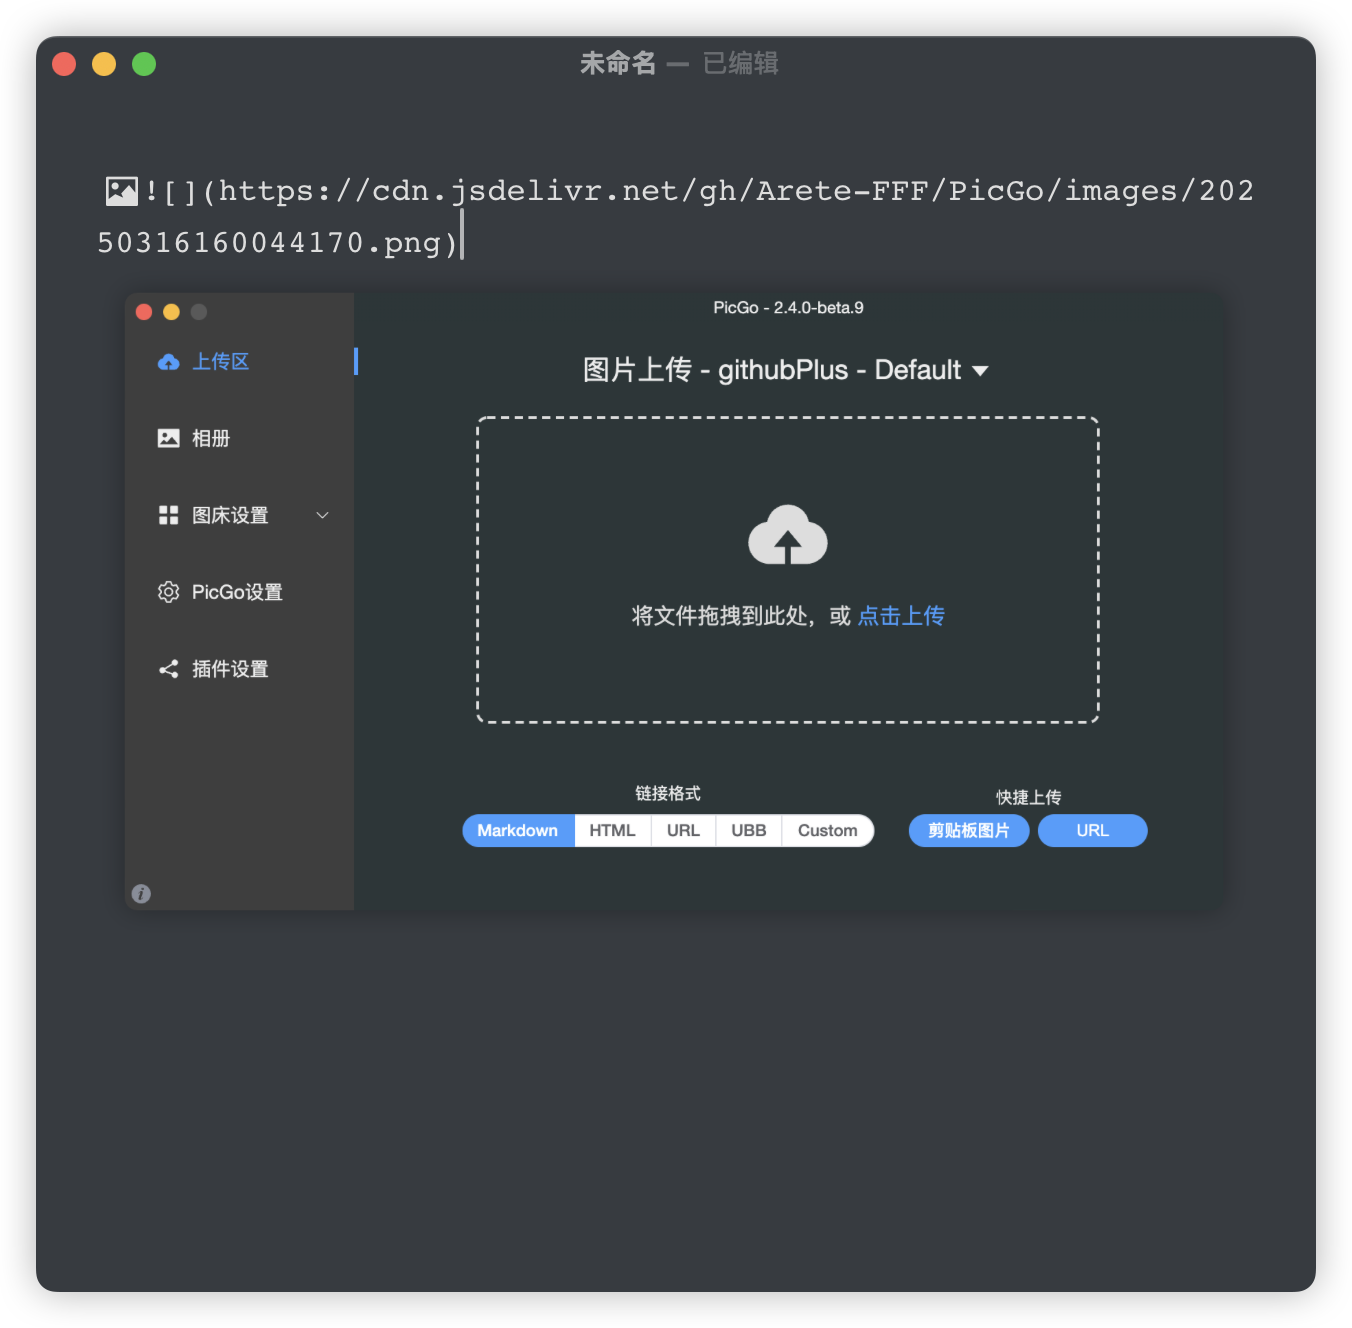 未命名 — 已编辑
![](https://cdn.jsdelivr.net/gh/Arete-FFF/PicGo/images/202
50316160044170.png)
PicGo - 2.4.0-beta.9
上传区
图片上传 - githubPlus - Default
相册
图床设置
PicGo设置
将文件拖拽到此处，或 点击上传
插件设置
链接格式
快捷上传
Markdown HTML URL UBB Custom
剪贴板图片 URL